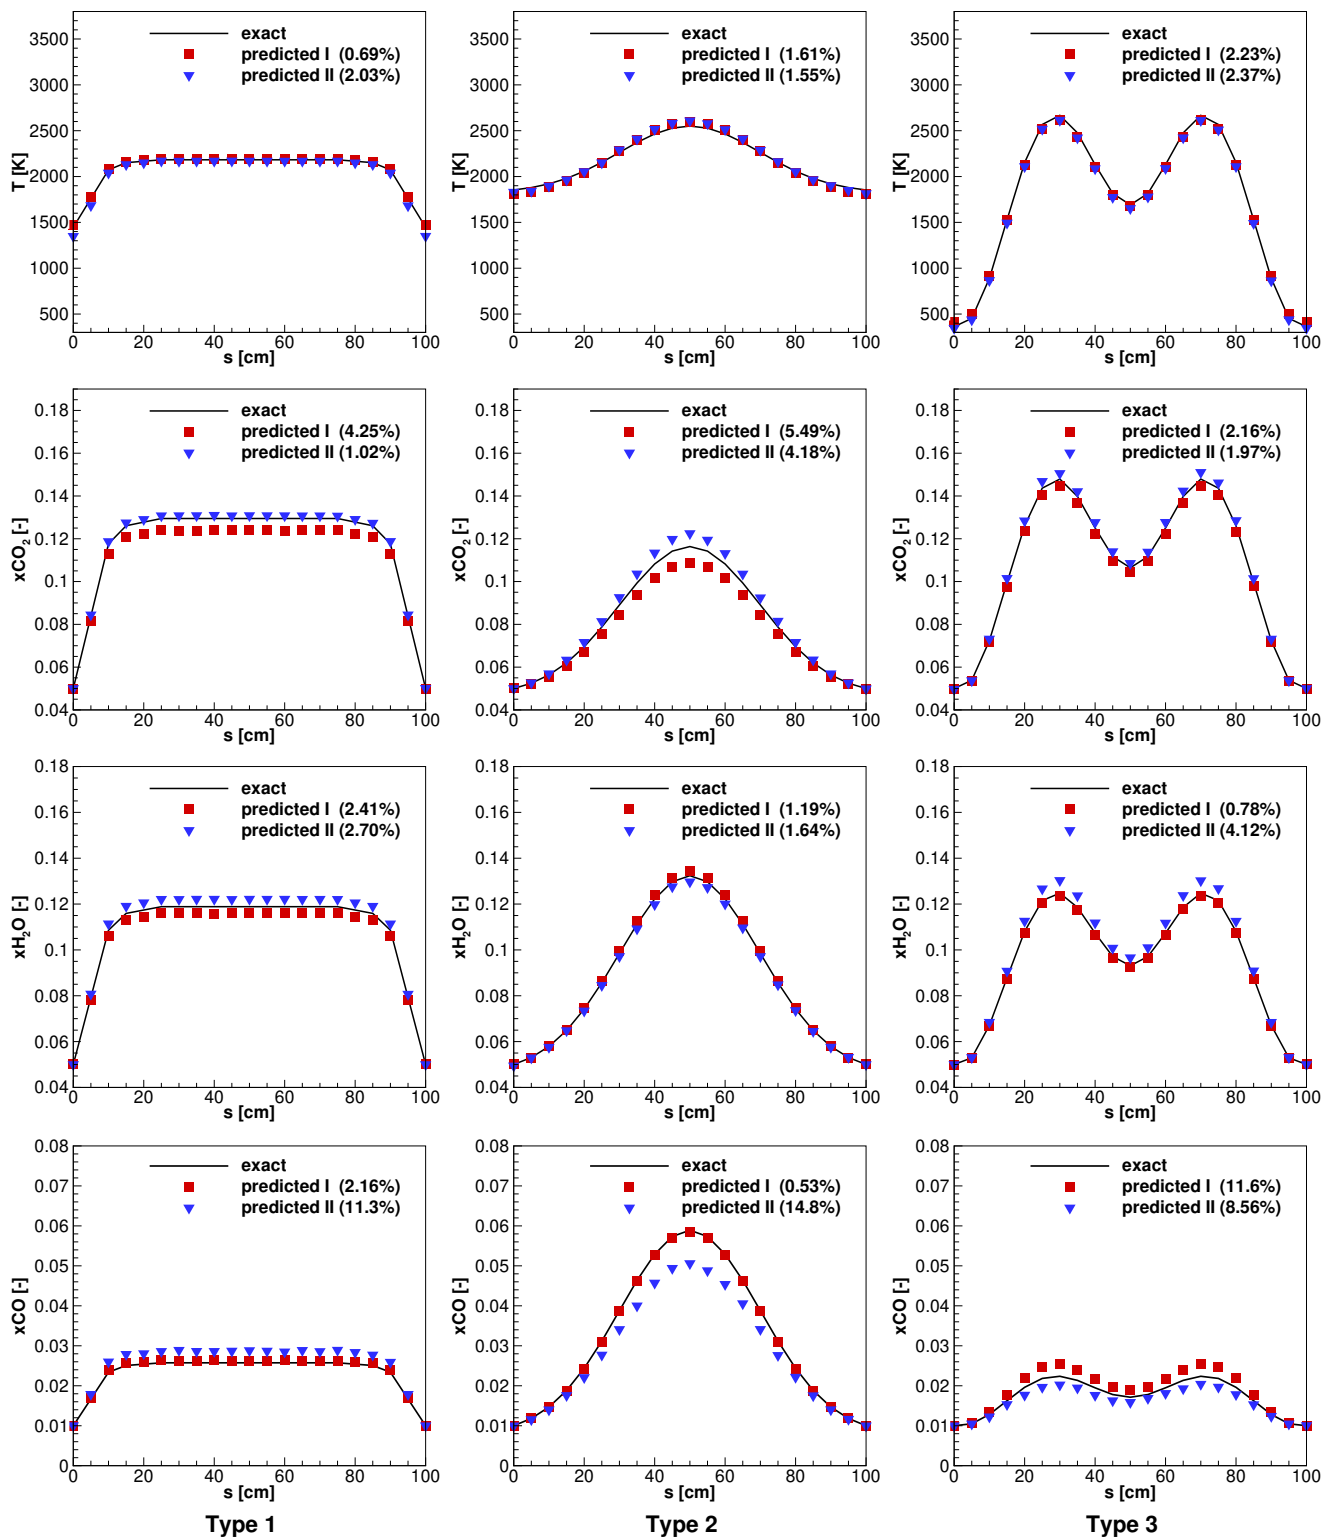 exact
predicted I (0.69%)
predicted II (2.03%)
T [K]
3500
3000
2500
2000
1500
1000
500
0 20 40 60 80 100
s [cm]
exact
predicted I (1.61%)
predicted II (1.55%)
T [K]
3500
3000
2500
2000
1500
1000
500
0 20 40 60 80 100
s [cm]
exact
predicted I (2.23%)
predicted II (2.37%)
T [K]
3500
3000
2500
2000
1500
1000
500
0 20 40 60 80 100
s [cm]
exact
predicted I (4.25%)
predicted II (1.02%)
xCO₂ [-]
0.18
0.16
0.14
0.12
0.1
0.08
0.06
0.04
0 20 40 60 80 100
s [cm]
exact
predicted I (5.49%)
predicted II (4.18%)
xCO₂ [-]
0.18
0.16
0.14
0.12
0.1
0.08
0.06
0.04
0 20 40 60 80 100
s [cm]
exact
predicted I (2.16%)
predicted II (1.97%)
xCO₂ [-]
0.18
0.16
0.14
0.12
0.1
0.08
0.06
0.04
0 20 40 60 80 100
s [cm]
exact
predicted I (2.41%)
predicted II (2.70%)
xH₂O [-]
0.18
0.16
0.14
0.12
0.1
0.08
0.06
0.04
0 20 40 60 80 100
s [cm]
exact
predicted I (1.19%)
predicted II (1.64%)
xH₂O [-]
0.18
0.16
0.14
0.12
0.1
0.08
0.06
0.04
0 20 40 60 80 100
s [cm]
exact
predicted I (0.78%)
predicted II (4.12%)
xH₂O [-]
0.18
0.16
0.14
0.12
0.1
0.08
0.06
0.04
0 20 40 60 80 100
s [cm]
exact
predicted I (2.16%)
predicted II (11.3%)
xCO [-]
0.08
0.07
0.06
0.05
0.04
0.03
0.02
0.01
0
0 20 40 60 80 100
s [cm]
Type 1
exact
predicted I (0.53%)
predicted II (14.8%)
xCO [-]
0.08
0.07
0.06
0.05
0.04
0.03
0.02
0.01
0
0 20 40 60 80 100
s [cm]
Type 2
exact
predicted I (11.6%)
predicted II (8.56%)
xCO [-]
0.08
0.07
0.06
0.05
0.04
0.03
0.02
0.01
0
0 20 40 60 80 100
s [cm]
Type 3